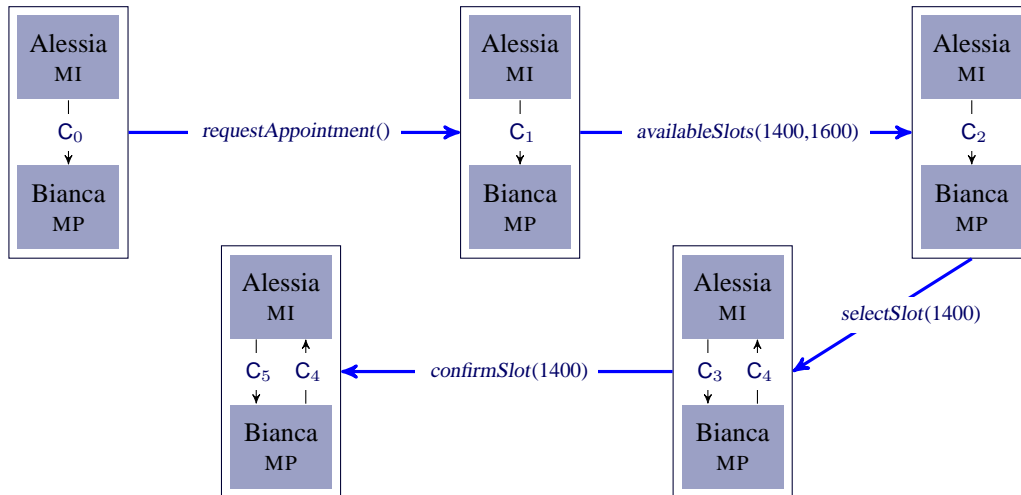 Alessia
MI
C0
Bianca
MP
requestAppointment()
Alessia
MI
C1
Bianca
MP
availableSlots(1400,1600)
Alessia
MI
C2
Bianca
MP
selectSlot(1400)
Alessia
MI
C3 C4
Bianca
MP
confirmSlot(1400)
Alessia
MI
C5 C4
Bianca
MP